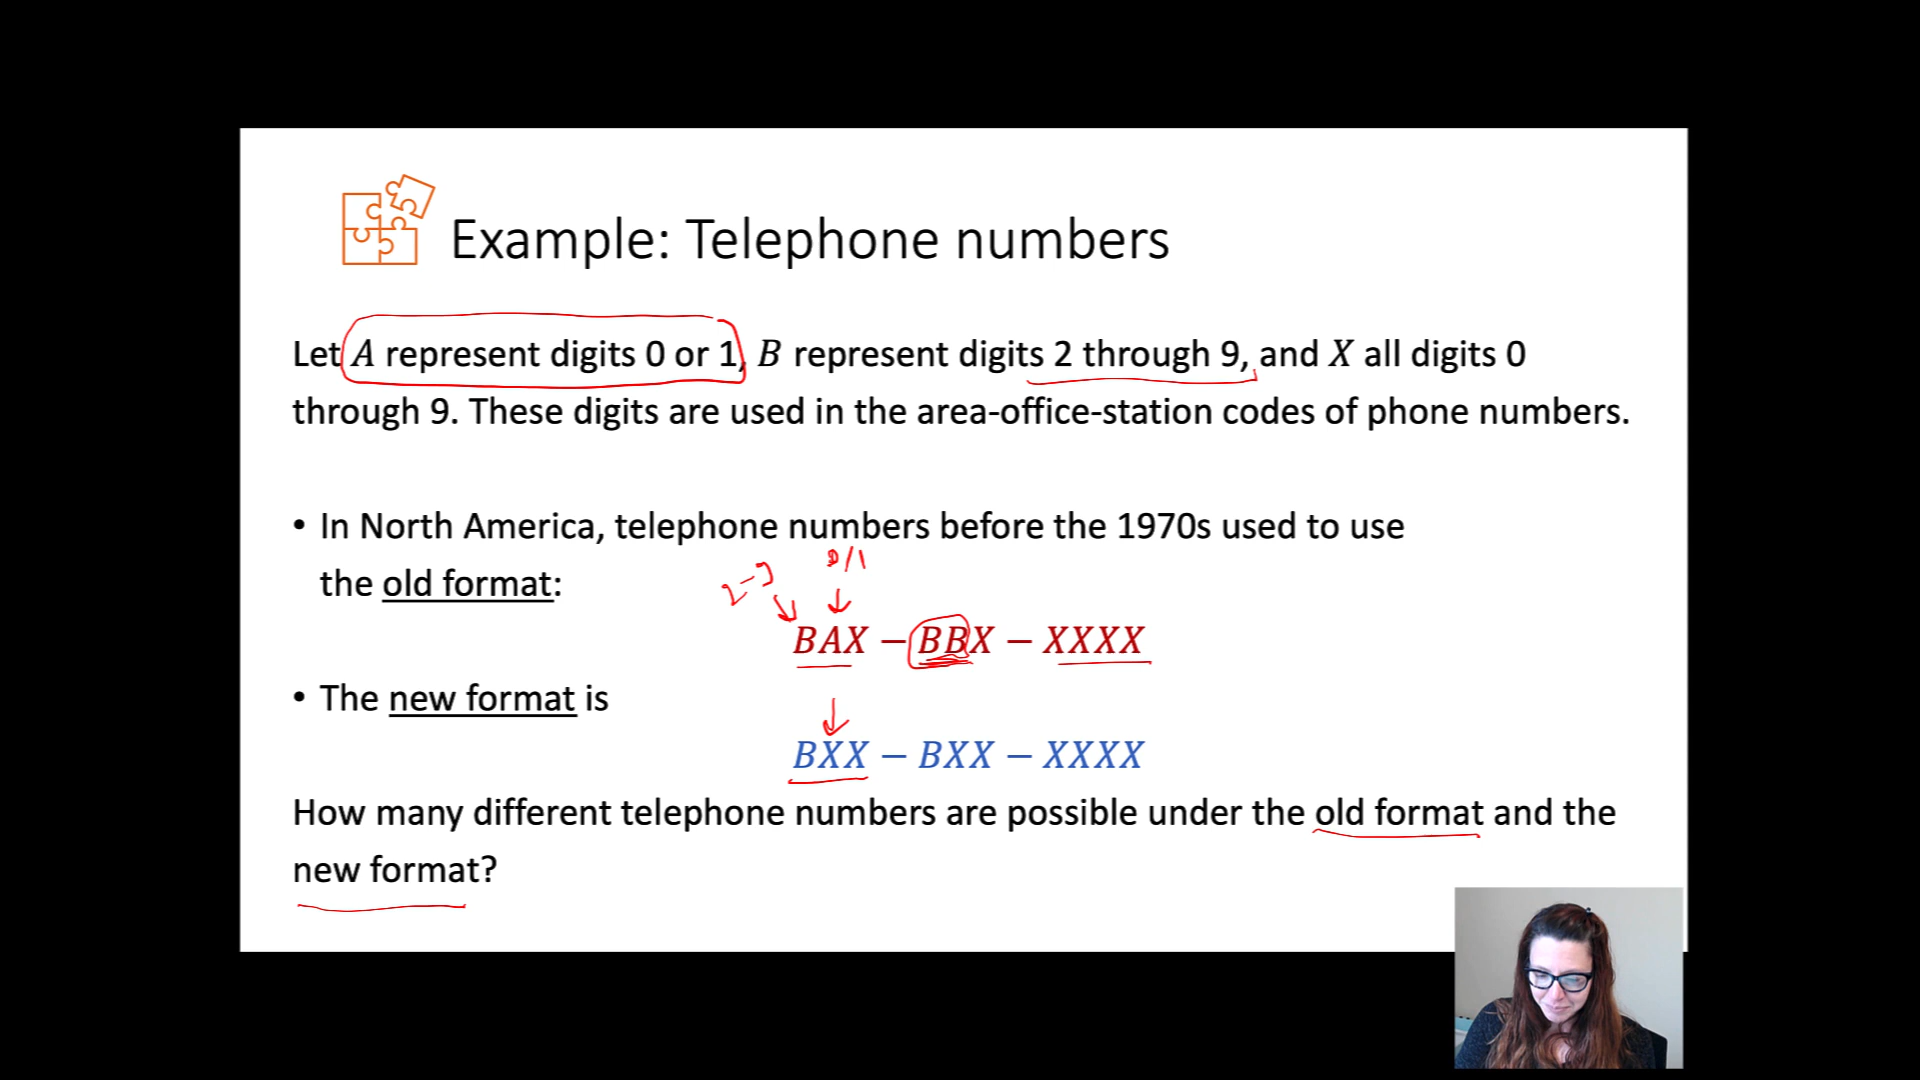 Example: Telephone numbers
Let A represent digits 0 or 1, B represent digits 2 through 9, and X all digits 0
through 9. These digits are used in the area-office-station codes of phone numbers.
• In North America, telephone numbers before the 1970s used to use
the old format:
2-9
0/1
BAX – BBX – XXXX
• The new format is
BXX – BXX – XXXX
How many different telephone numbers are possible under the old format and the
new format?